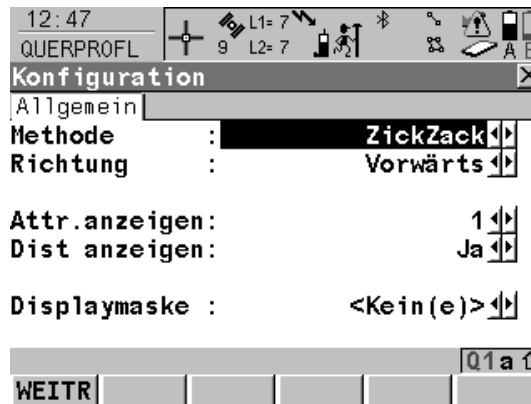 12:47 L1= 7
QUERPROFL 9 L2= 7 A
Konfiguration X
Allgemein
Methode : ZickZack
Richtung : Vorwärts
Attr.anzeigen: 1
Dist anzeigen: Ja
Displaymaske : <Kein(e)>
Q1 a
WEITR